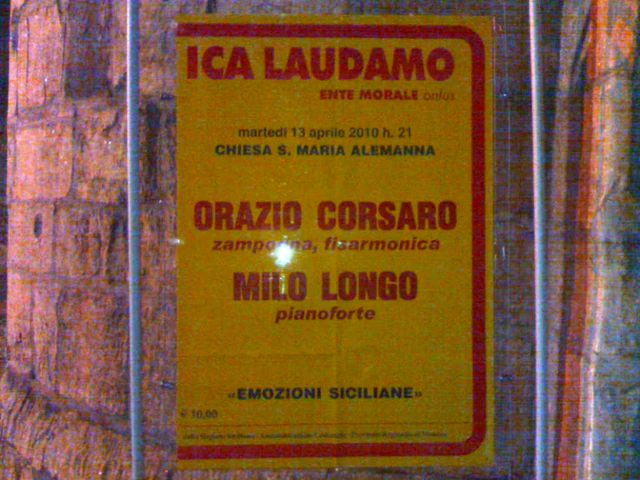 ICA LAUDAMO
ENTE MORALE onlus
martedì 13 aprile 2010 h. 21
CHIESA S. MARIA ALEMANNA
ORAZIO CORSARO
zampogna, fisarmonica
MILO LONGO
pianoforte
«EMOZIONI SICILIANE»
€ 10,00